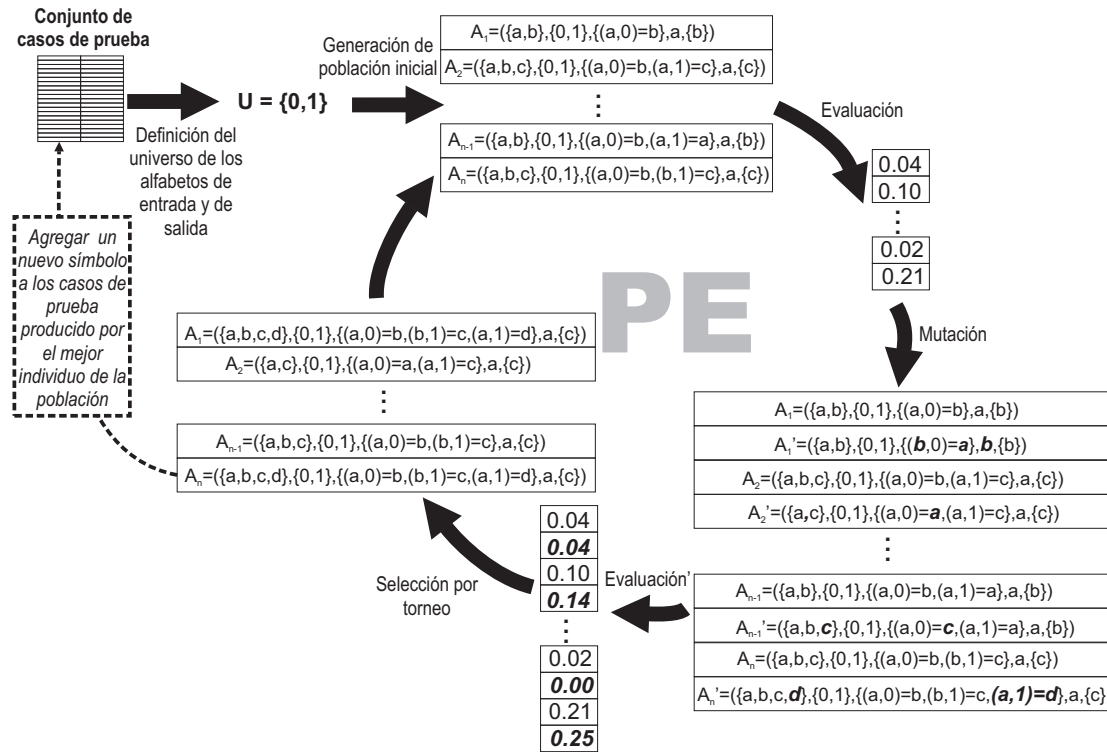 Conjunto de
casos de prueba
Definición del
universo de los
alfabetos de
entrada y de
salida
U = {0,1}
Generación de
población inicial
A1=({a,b},{0,1},{(a,0)=b},a,{b})
A2=({a,b,c},{0,1},{(a,0)=b,(a,1)=c},a,{c})
⋮
An-1=({a,b},{0,1},{(a,0)=b,(a,1)=a},a,{b})
An=({a,b,c},{0,1},{(a,0)=b,(b,1)=c},a,{c})
Evaluación
0.04
0.10
⋮
0.02
0.21
Mutación
A1=({a,b},{0,1},{(a,0)=b},a,{b})
A1’=({a,b},{0,1},{(b,0)=a},b,{b})
A2=({a,b,c},{0,1},{(a,0)=b,(a,1)=c},a,{c})
A2’=({a,c},{0,1},{(a,0)=a,(a,1)=c},a,{c})
⋮
An-1=({a,b},{0,1},{(a,0)=b,(a,1)=a},a,{b})
An-1’=({a,b,c},{0,1},{(a,0)=c,(a,1)=a},a,{b})
An=({a,b,c},{0,1},{(a,0)=b,(b,1)=c},a,{c})
An’=({a,b,c,d},{0,1},{(a,0)=b,(b,1)=c,(a,1)=d},a,{c}
Evaluación’
0.04
0.04
0.10
0.14
⋮
0.02
0.00
0.21
0.25
Selección por
torneo
A1=({a,b,c,d},{0,1},{(a,0)=b,(b,1)=c,(a,1)=d},a,{c})
A2=({a,c},{0,1},{(a,0)=a,(a,1)=c},a,{c})
⋮
An-1=({a,b,c},{0,1},{(a,0)=b,(b,1)=c},a,{c})
An=({a,b,c,d},{0,1},{(a,0)=b,(b,1)=c,(a,1)=d},a,{c})
PE
Agregar un
nuevo símbolo
a los casos de
prueba
producido por
el mejor
individuo de la
población